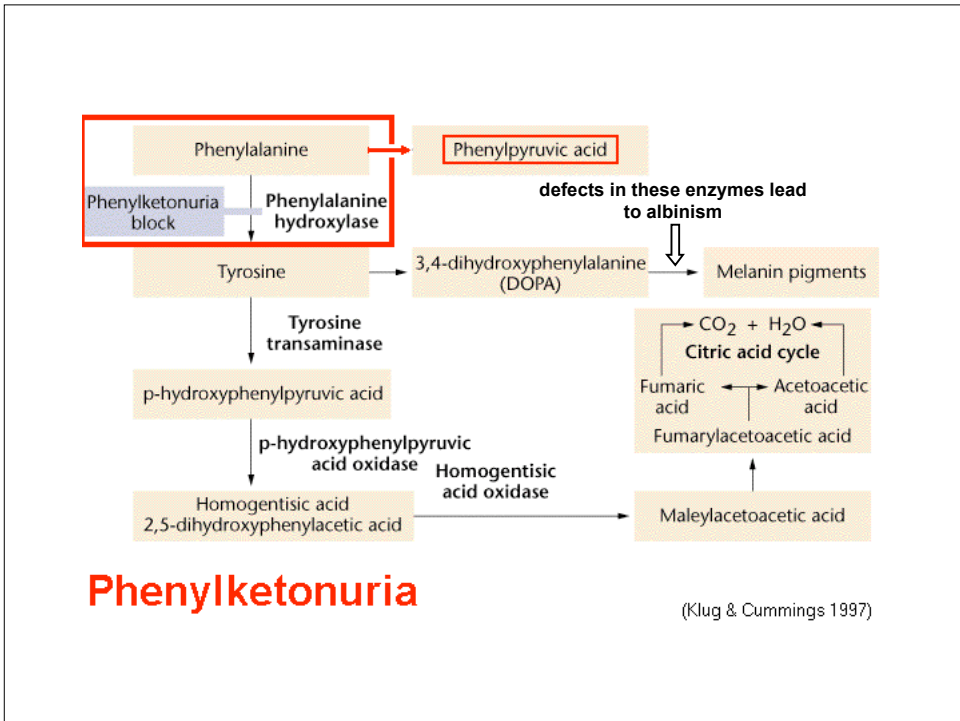 Phenylalanine
Phenylpyruvic acid
Phenylketonuria
block
Phenylalanine
hydroxylase
defects in these enzymes lead
to albinism
Tyrosine
3,4-dihydroxyphenylalanine
(DOPA)
Melanin pigments
Tyrosine
transaminase
CO2 + H2O
Citric acid cycle
Fumaric
acid
Acetoacetic
acid
Fumarylacetoacetic acid
p-hydroxyphenylpyruvic acid
p-hydroxyphenylpyruvic
acid oxidase
Homogentisic
acid oxidase
Homogentisic acid
2,5-dihydroxyphenylacetic acid
Maleylacetoacetic acid
Phenylketonuria
(Klug & Cummings 1997)